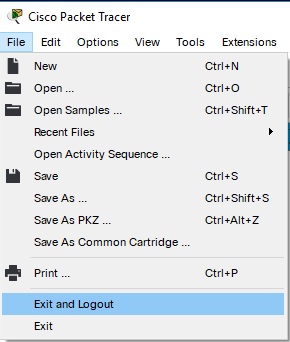 Cisco Packet Tracer
File Edit Options View Tools Extensions
New Ctrl+N
Open ... Ctrl+O
Open Samples ... Ctrl+Shift+T
Recent Files
Open Activity Sequence ...
Save Ctrl+S
Save As ... Ctrl+Shift+S
Save As PKZ ... Ctrl+Alt+Z
Save As Common Cartridge ...
Print ... Ctrl+P
Exit and Logout
Exit